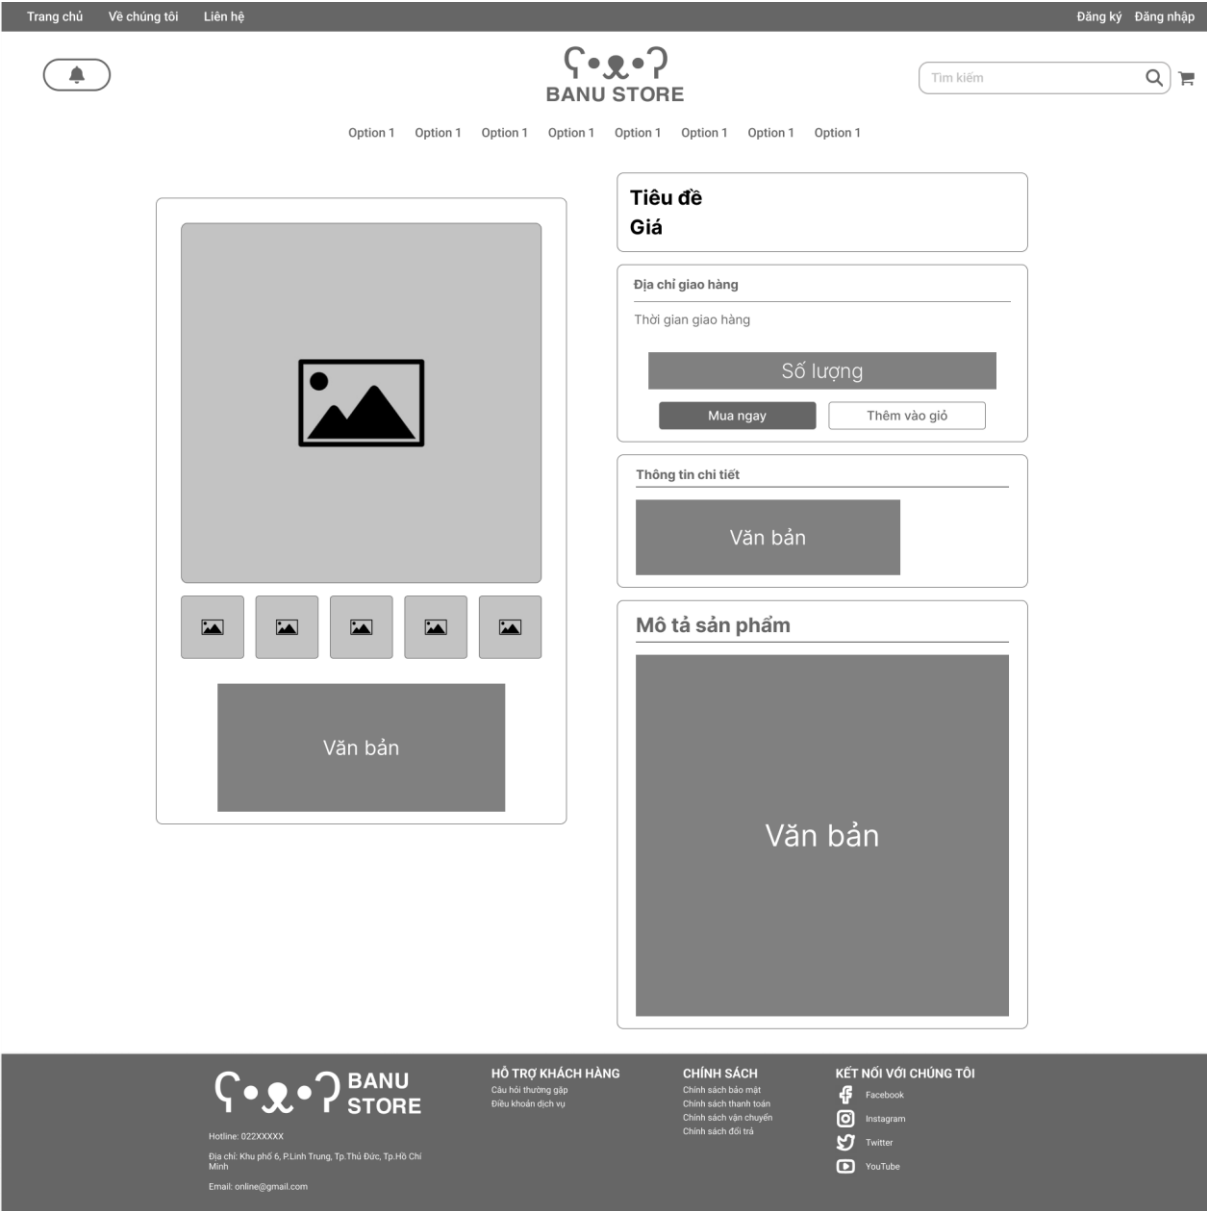 Trang chủ Về chúng tôi Liên hệ Đăng ký Đăng nhập
BANU STORE
Tìm kiếm
Option 1 Option 1 Option 1 Option 1 Option 1 Option 1 Option 1 Option 1
Tiêu đề
Giá
Địa chỉ giao hàng
Thời gian giao hàng
Số lượng
Mua ngay Thêm vào giỏ
Thông tin chi tiết
Văn bản
Mô tả sản phẩm
Văn bản
Văn bản
BANU
STORE
Hotline: 022XXXXX
Địa chỉ: Khu phố 6, P.Linh Trung, Tp.Thủ Đức, Tp.Hồ Chí
Minh
Email: online@gmail.com
HỖ TRỢ KHÁCH HÀNG
Câu hỏi thường gặp
Điều khoản dịch vụ
CHÍNH SÁCH
Chính sách bảo mật
Chính sách thanh toán
Chính sách vận chuyển
Chính sách đổi trả
KẾT NỐI VỚI CHÚNG TÔI
Facebook
Instagram
Twitter
YouTube